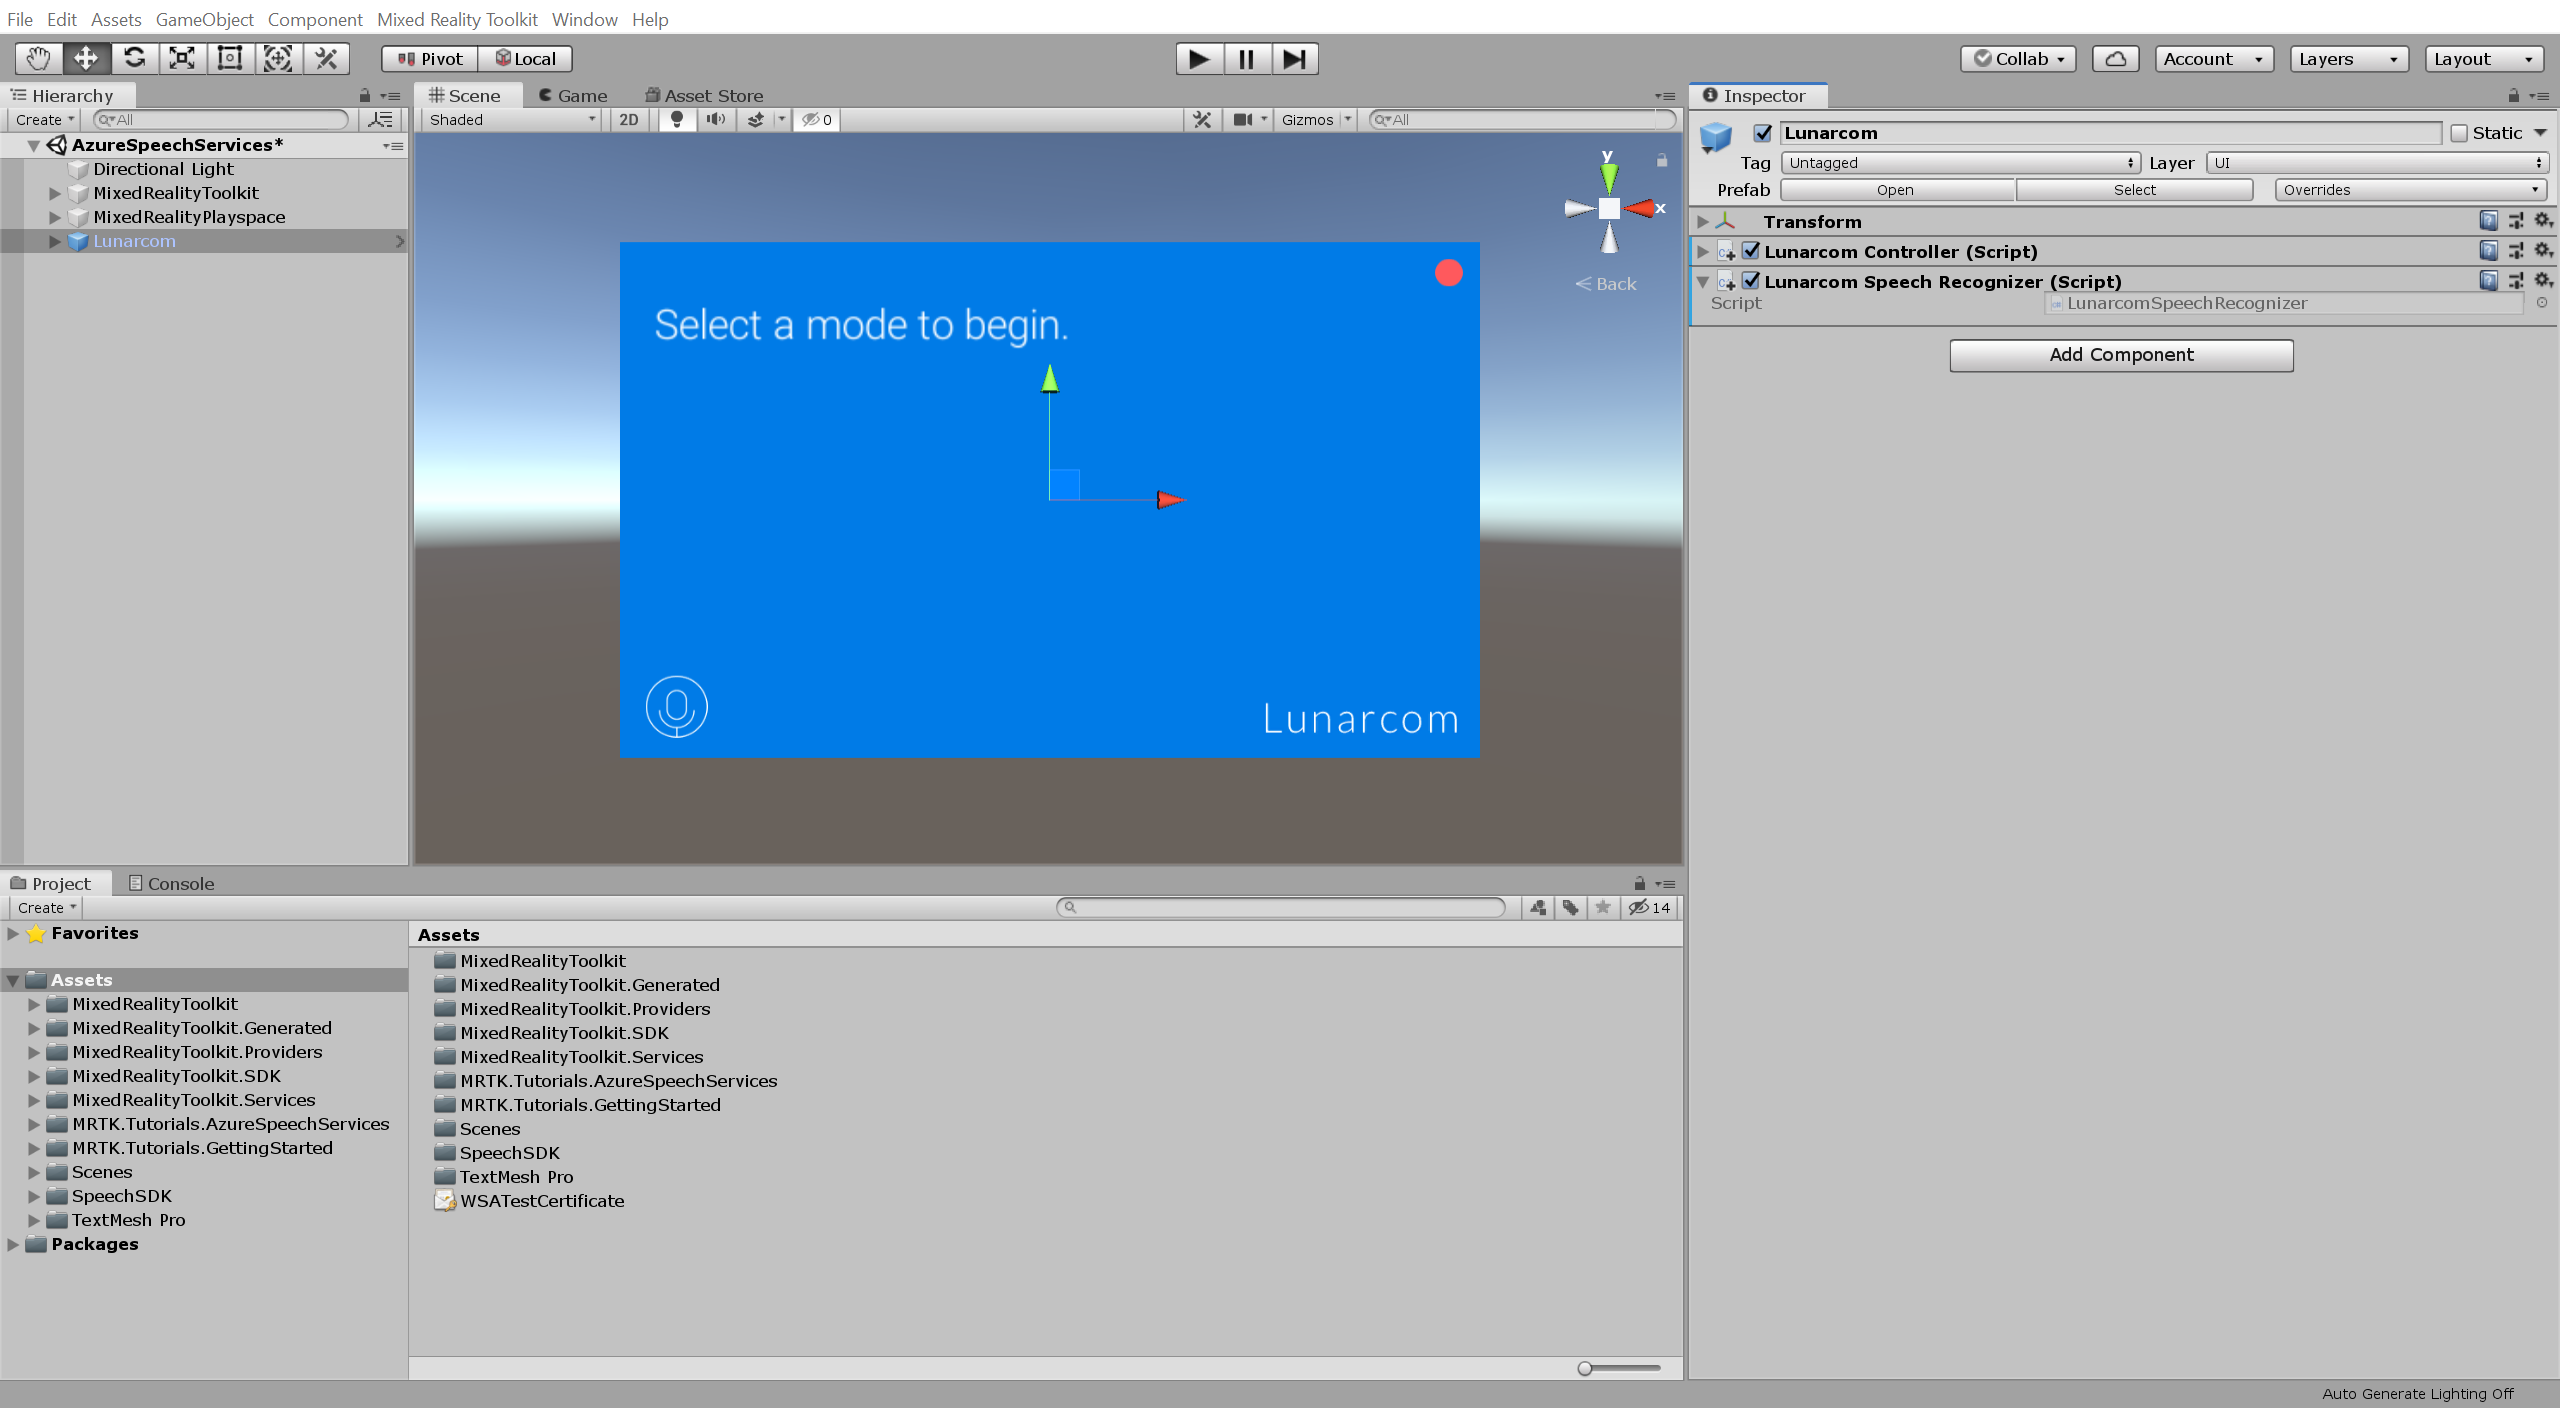 File Edit Assets GameObject Component Mixed Reality Toolkit Window Help
Pivot Local Collab Account Layers Layout
Hierarchy
Create All
AzureSpeechServices*
Directional Light
MixedRealityToolkit
MixedRealityPlayspace
Lunarcom
Scene Game Asset Store
Shaded 2D 0 Gizmos All
y
x
Back
Select a mode to begin.
Lunarcom
Inspector
Lunarcom Static
Tag Untagged Layer UI
Prefab Open Select Overrides
Transform
Lunarcom Controller (Script)
Lunarcom Speech Recognizer (Script)
Script LunarcomSpeechRecognizer
Add Component
Project Console
Create 14
Favorites
Assets
MixedRealityToolkit
MixedRealityToolkit.Generated
MixedRealityToolkit.Providers
MixedRealityToolkit.SDK
MixedRealityToolkit.Services
MRTK.Tutorials.AzureSpeechServices
MRTK.Tutorials.GettingStarted
Scenes
SpeechSDK
TextMesh Pro
Packages
Assets
MixedRealityToolkit
MixedRealityToolkit.Generated
MixedRealityToolkit.Providers
MixedRealityToolkit.SDK
MixedRealityToolkit.Services
MRTK.Tutorials.AzureSpeechServices
MRTK.Tutorials.GettingStarted
Scenes
SpeechSDK
TextMesh Pro
WSATestCertificate
Auto Generate Lighting Off